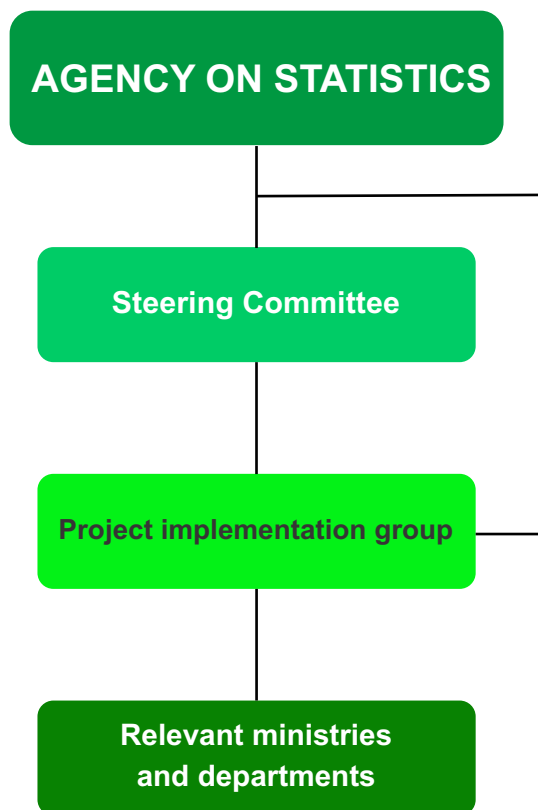 AGENCY ON STATISTICS
Steering Committee
Project implementation group
Relevant ministries
and departments